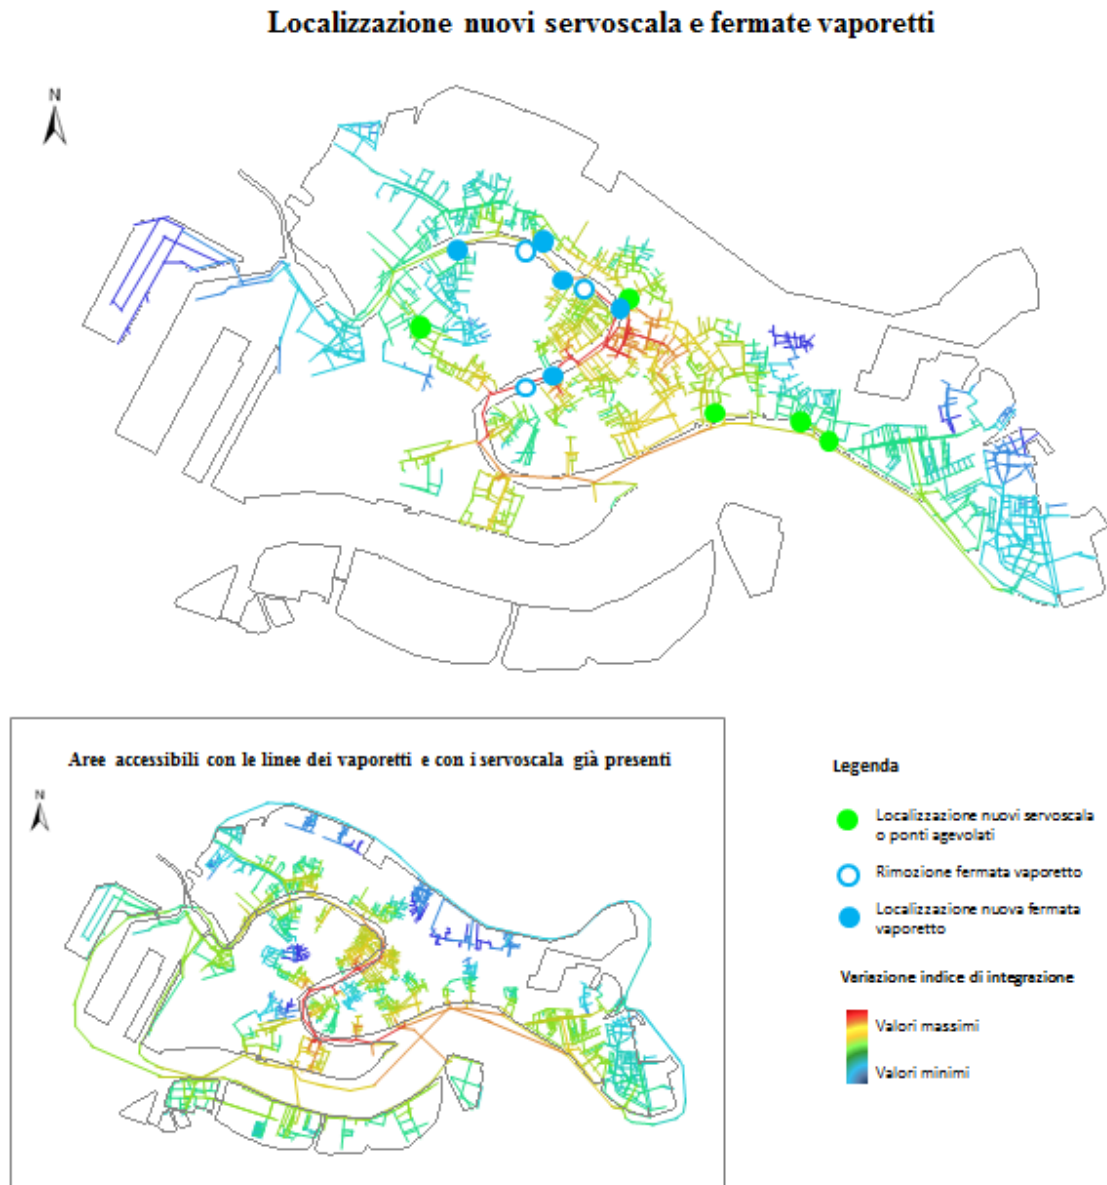 Localizzazione nuovi servoscala e fermate vaporetti
N
Aree accessibili con le linee dei vaporetti e con i servoscala già presenti
N
Legenda
Localizzazione nuovi servoscala
o ponti agevolati
Rimozione fermata vaporetto
Localizzazione nuova fermata
vaporetto
Variazione indice di integrazione
Valori massimi
Valori minimi